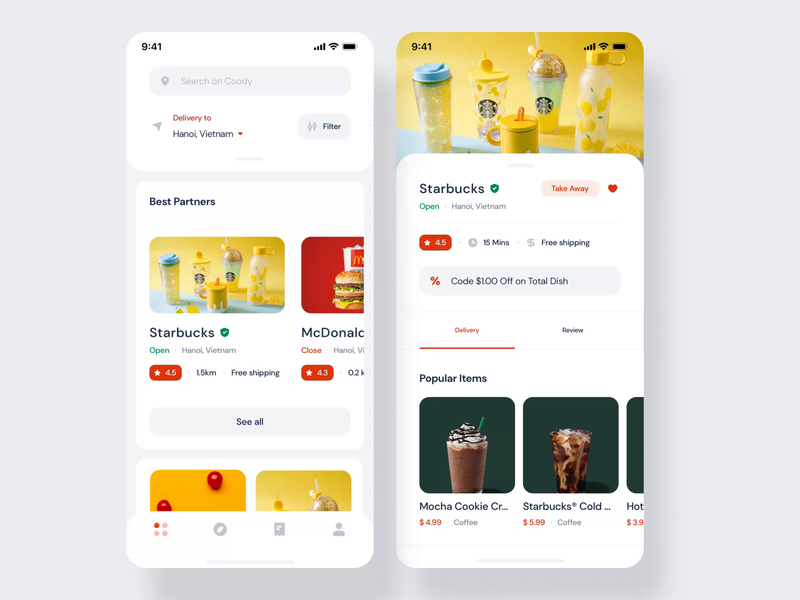 9:41
Search on Coody
Delivery to
Hanoi, Vietnam
Filter
Best Partners
Starbucks
Open · Hanoi, Vietnam
4.5 · 1.5km · Free shipping
McDonald
Close · Hanoi, Vi
4.3 · 0.2 k
See all
9:41
Starbucks
Take Away
Open · Hanoi, Vietnam
4.5 · 15 Mins · Free shipping
Code $1.00 Off on Total Dish
Delivery
Review
Popular Items
Mocha Cookie Cr...
$ 4.99 · Coffee
Starbucks® Cold ...
$ 5.99 · Coffee
Hot
$ 3.9